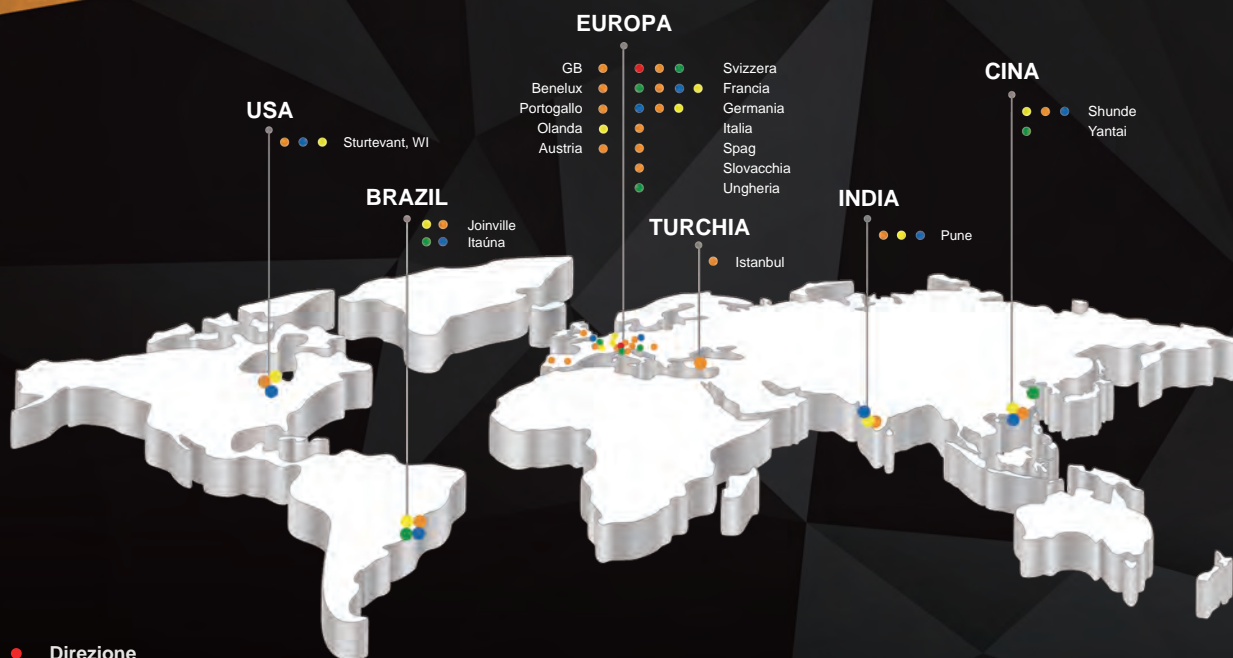 EUROPA
GB
Svizzera
Benelux
Francia
Portogallo
Germania
Olanda
Italia
Austria
Spag
Slovacchia
Ungheria
CINA
Shunde
Yantai
USA
Sturtevant, WI
BRAZIL
Joinville
Itaúna
INDIA
Pune
TURCHIA
Istanbul
Direzione